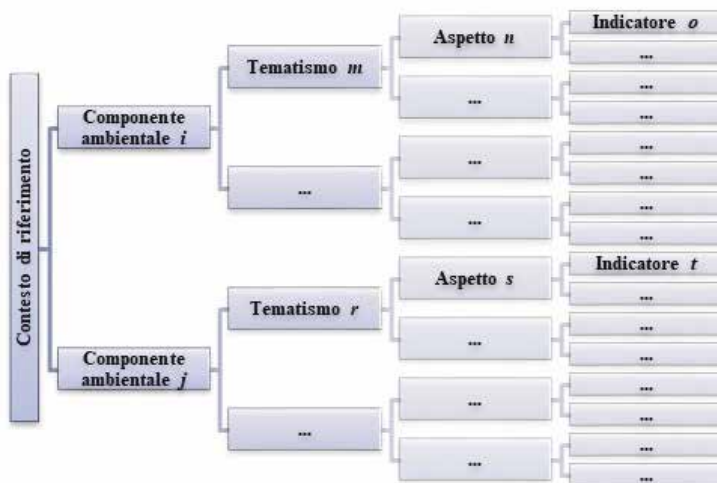 Contesto di riferimento
Componente
ambientale i
Tematismo m
Aspetto n
Indicatore o
...
...
...
...
...
...
...
...
...
...
...
...
Componente
ambientale j
Tematismo r
Aspetto s
Indicatore t
...
...
...
...
...
...
...
...
...
...
...
...